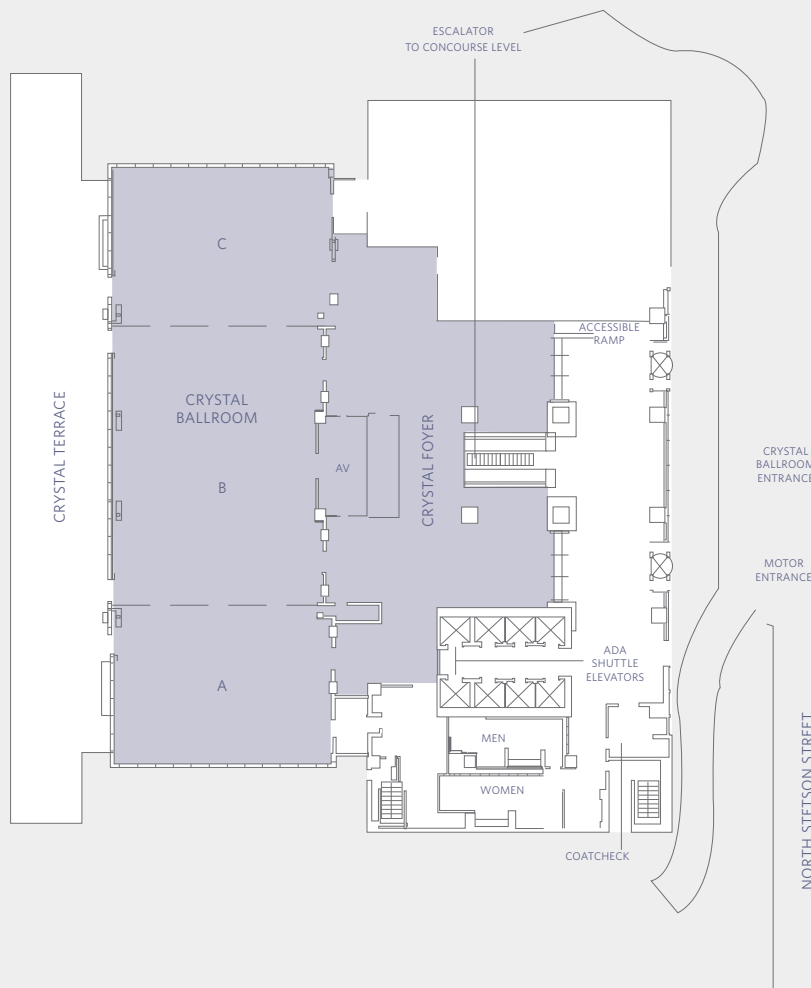 ESCALATOR
TO CONCOURSE LEVEL
C
ACCESSIBLE
RAMP
CRYSTAL TERRACE
CRYSTAL
BALLROOM
CRYSTAL FOYER
AV
B
CRYSTAL
BALLROOM
ENTRANCE
MOTOR
ENTRANCE
A
ADA
SHUTTLE
ELEVATORS
MEN
WOMEN
COATCHECK
NORTH STETSON STREET